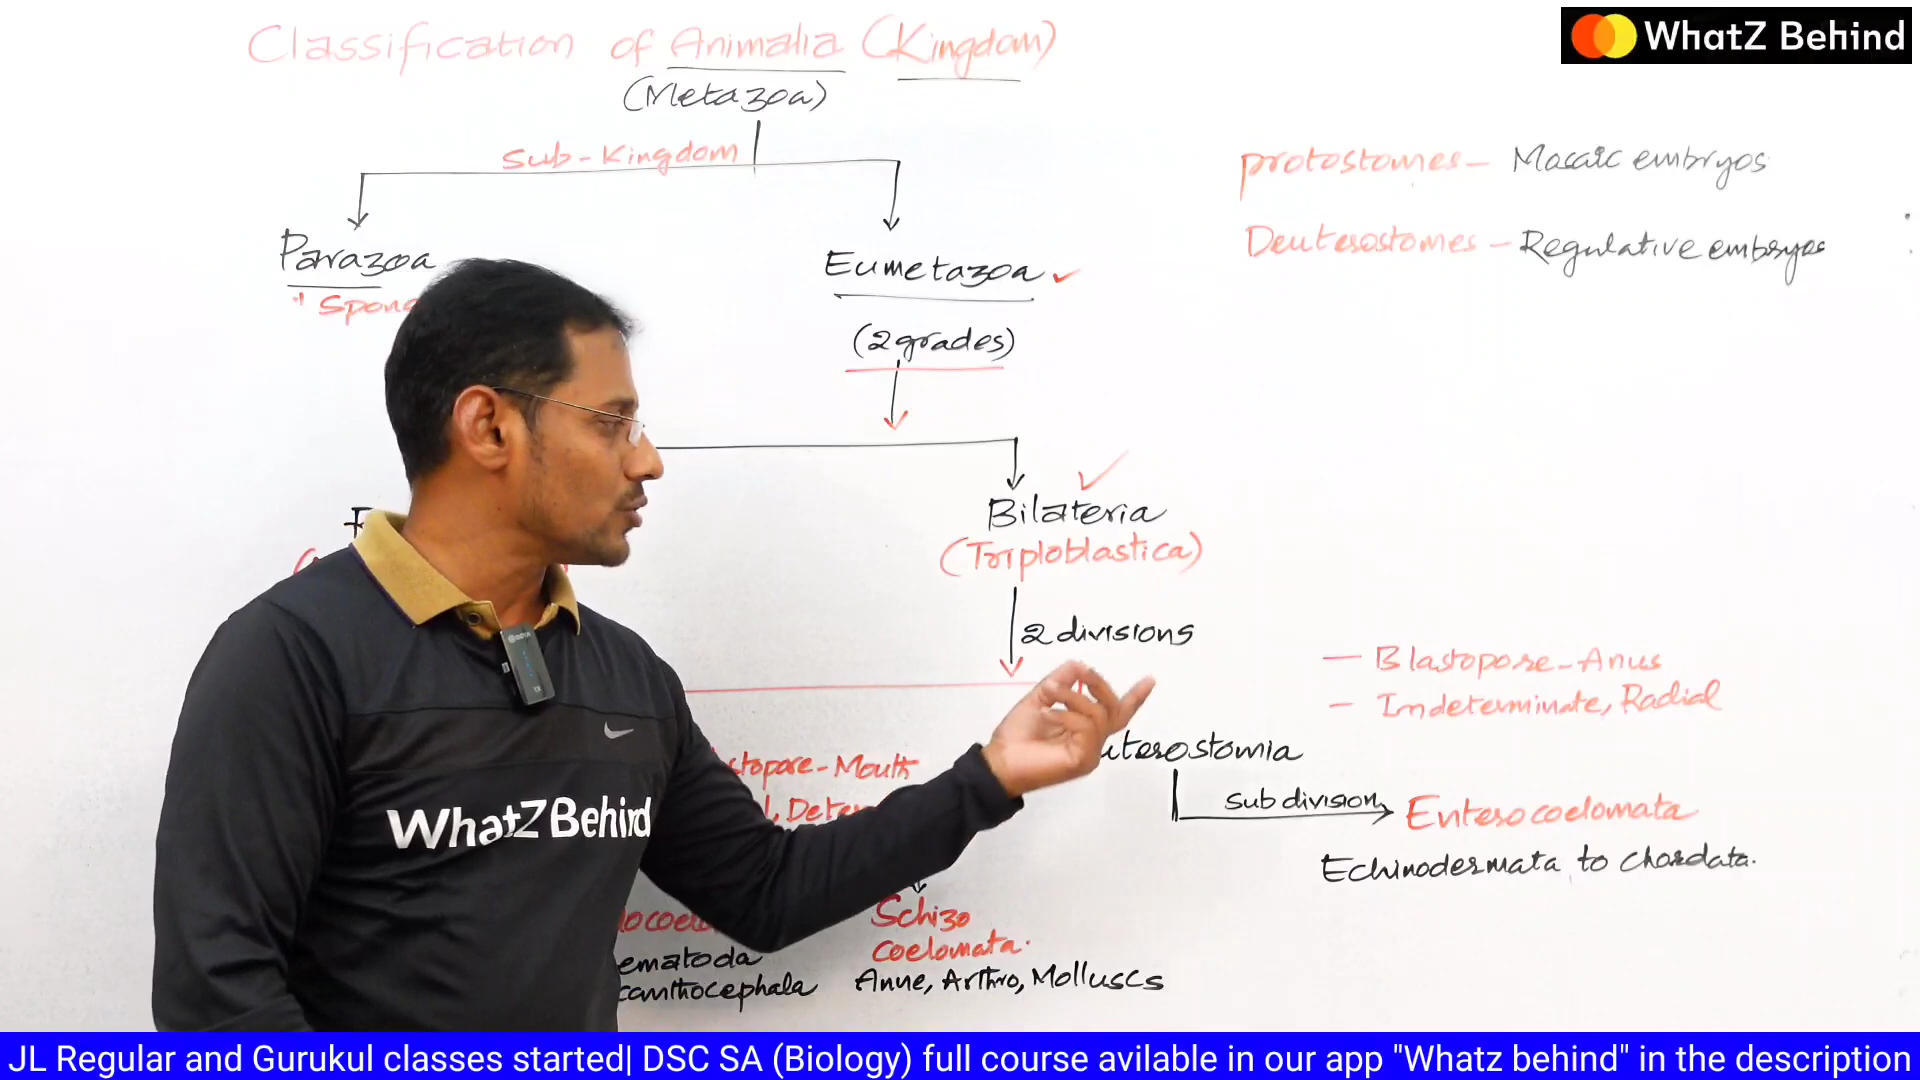 Classification of Animalia (Kingdom)
(Metazoa)
Sub-Kingdom
Parazoa
Eumetazoa
(2 grades)
Bilateria
(Triploblastica)
2 divisions
WhatZ Behind
protostomes - Mosaic embryos
Deuterostomes - Regulative embryos
- Blastopore - Anus
- Indeterminate, Radial
Sub division
Enterocoelomata
Echinodermata to Chordata.
Mouth
Schizo
coelomata.
Anne, Arthro, Molluscs
WhatZ Behind
JL Regular and Gurukul classes started| DSC SA (Biology) full course avilable in our app "Whatz behind" in the description